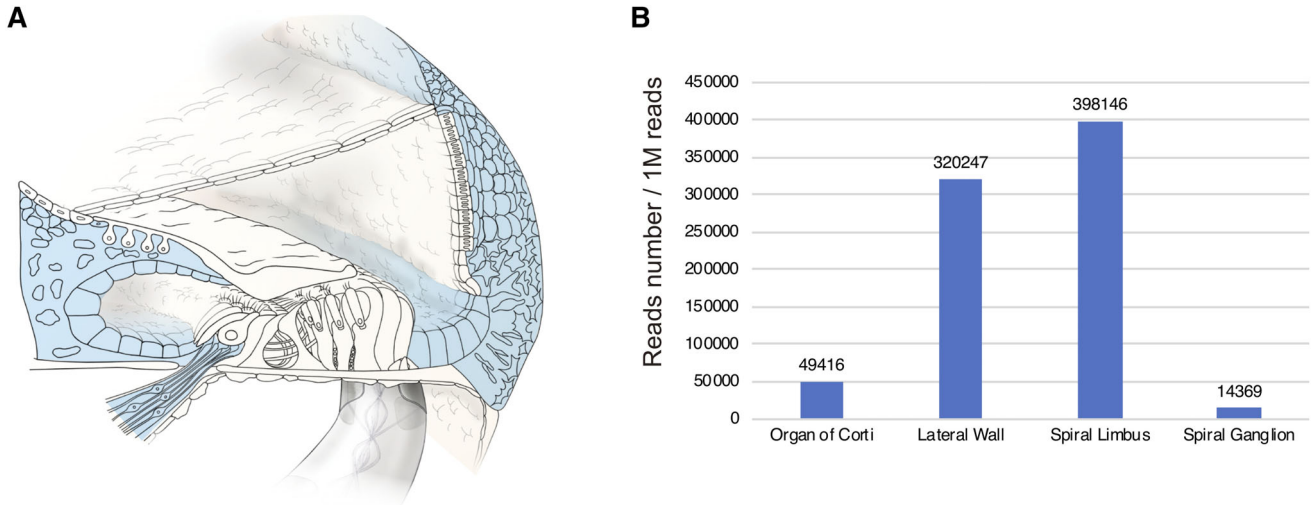 A
B
Reads number / 1M reads
450000
400000
350000
300000
250000
200000
150000
100000
50000
0
49416
320247
398146
14369
Organ of Corti
Lateral Wall
Spiral Limbus
Spiral Ganglion